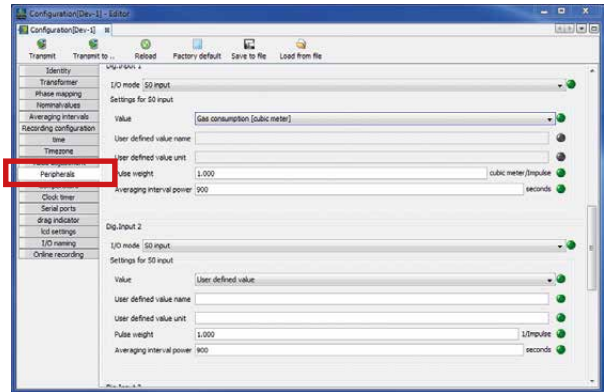 Configuration[Dev-1] - Editor
Configuration[Dev-1]
Transmit
Transmit to ..
Reload
Factory default
Save to file
Load from file
Identity
Transformer
Phase mapping
Nominalvalues
Averaging intervals
Recording configuration
time
Timezone
Peripherals
Clock timer
Serial ports
drag indicator
lcd settings
I/O naming
Online recording
Dig.Input 1
I/O mode S0 input
Settings for S0 input
Value Gas consumption [cubic meter]
User defined value name
User defined value unit
Pulse weight 1.000 cubic meter/Impulse
Averaging interval power 900 seconds
Dig.Input 2
I/O mode S0 input
Settings for S0 input
Value User defined value
User defined value name
User defined value unit
Pulse weight 1.000 1/Impulse
Averaging interval power 900 seconds